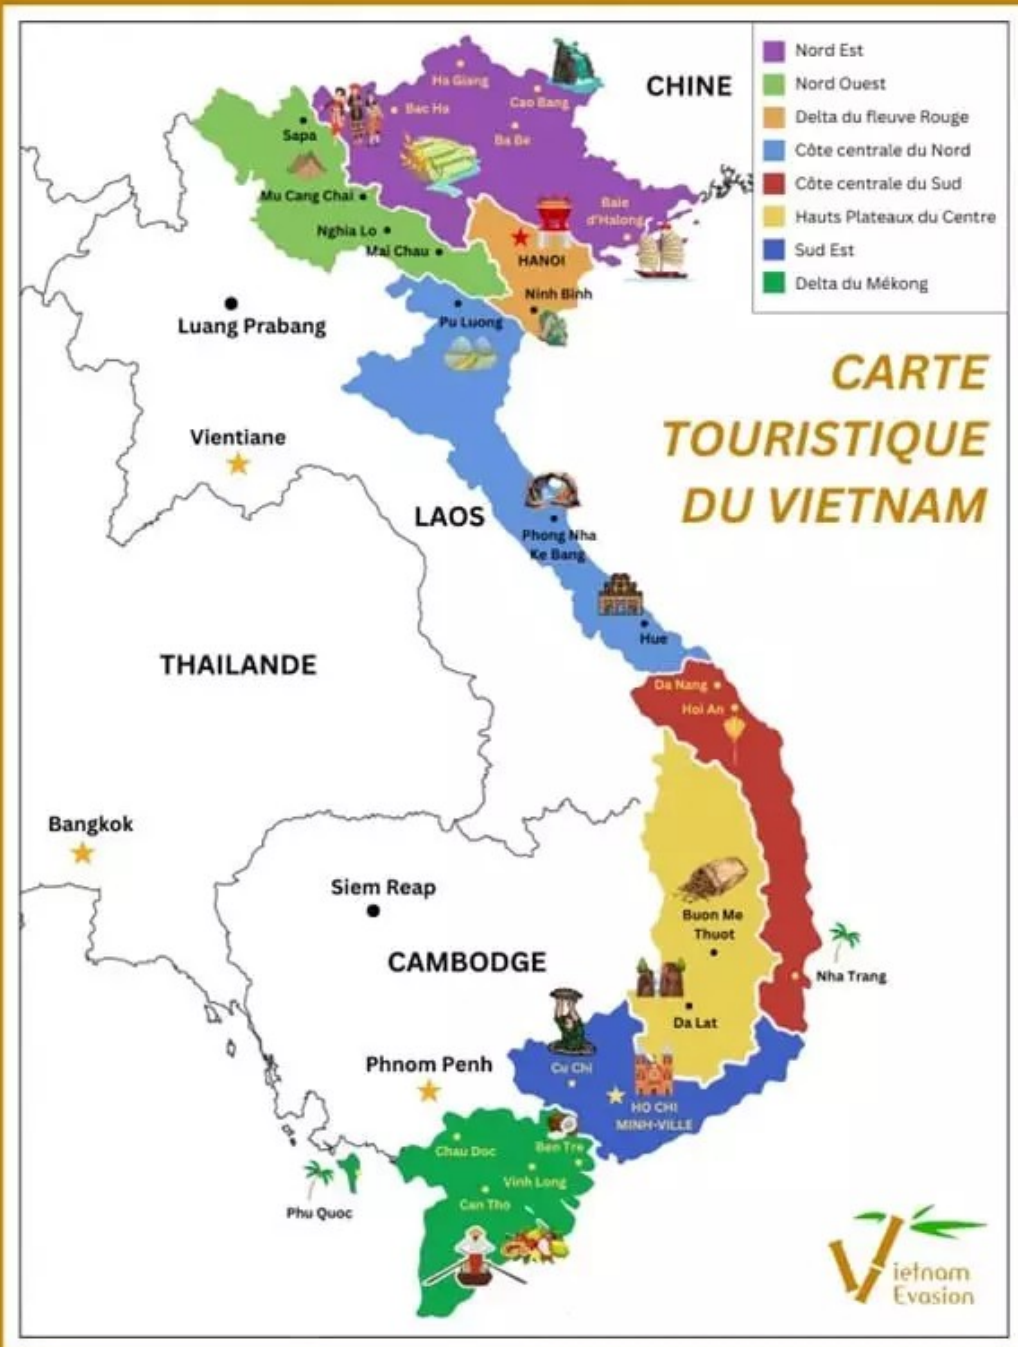 Nord Est
Nord Ouest
Delta du fleuve Rouge
Côte centrale du Nord
Côte centrale du Sud
Hauts Plateaux du Centre
Sud Est
Delta du Mékong
CHINE
Ha Giang
Cao Bang
Bac Ha
Ba Be
Sapa
Mu Cang Chai
Baie
d'Halong
Nghia Lo
Mai Chau
HANOI
Ninh Binh
Luang Prabang
Pu Luong
CARTE
TOURISTIQUE
DU VIETNAM
Vientiane
LAOS
Phong Nha
Ke Bang
Hue
THAILANDE
Da Nang
Hoi An
Bangkok
Siem Reap
Buon Me
Thuot
CAMBODGE
Nha Trang
Da Lat
Phnom Penh
Cu Chi
HO CHI
MINH-VILLE
Chau Doc
Ben Tre
Vinh Long
Can Tho
Phu Quoc
Vietnam
Evasion